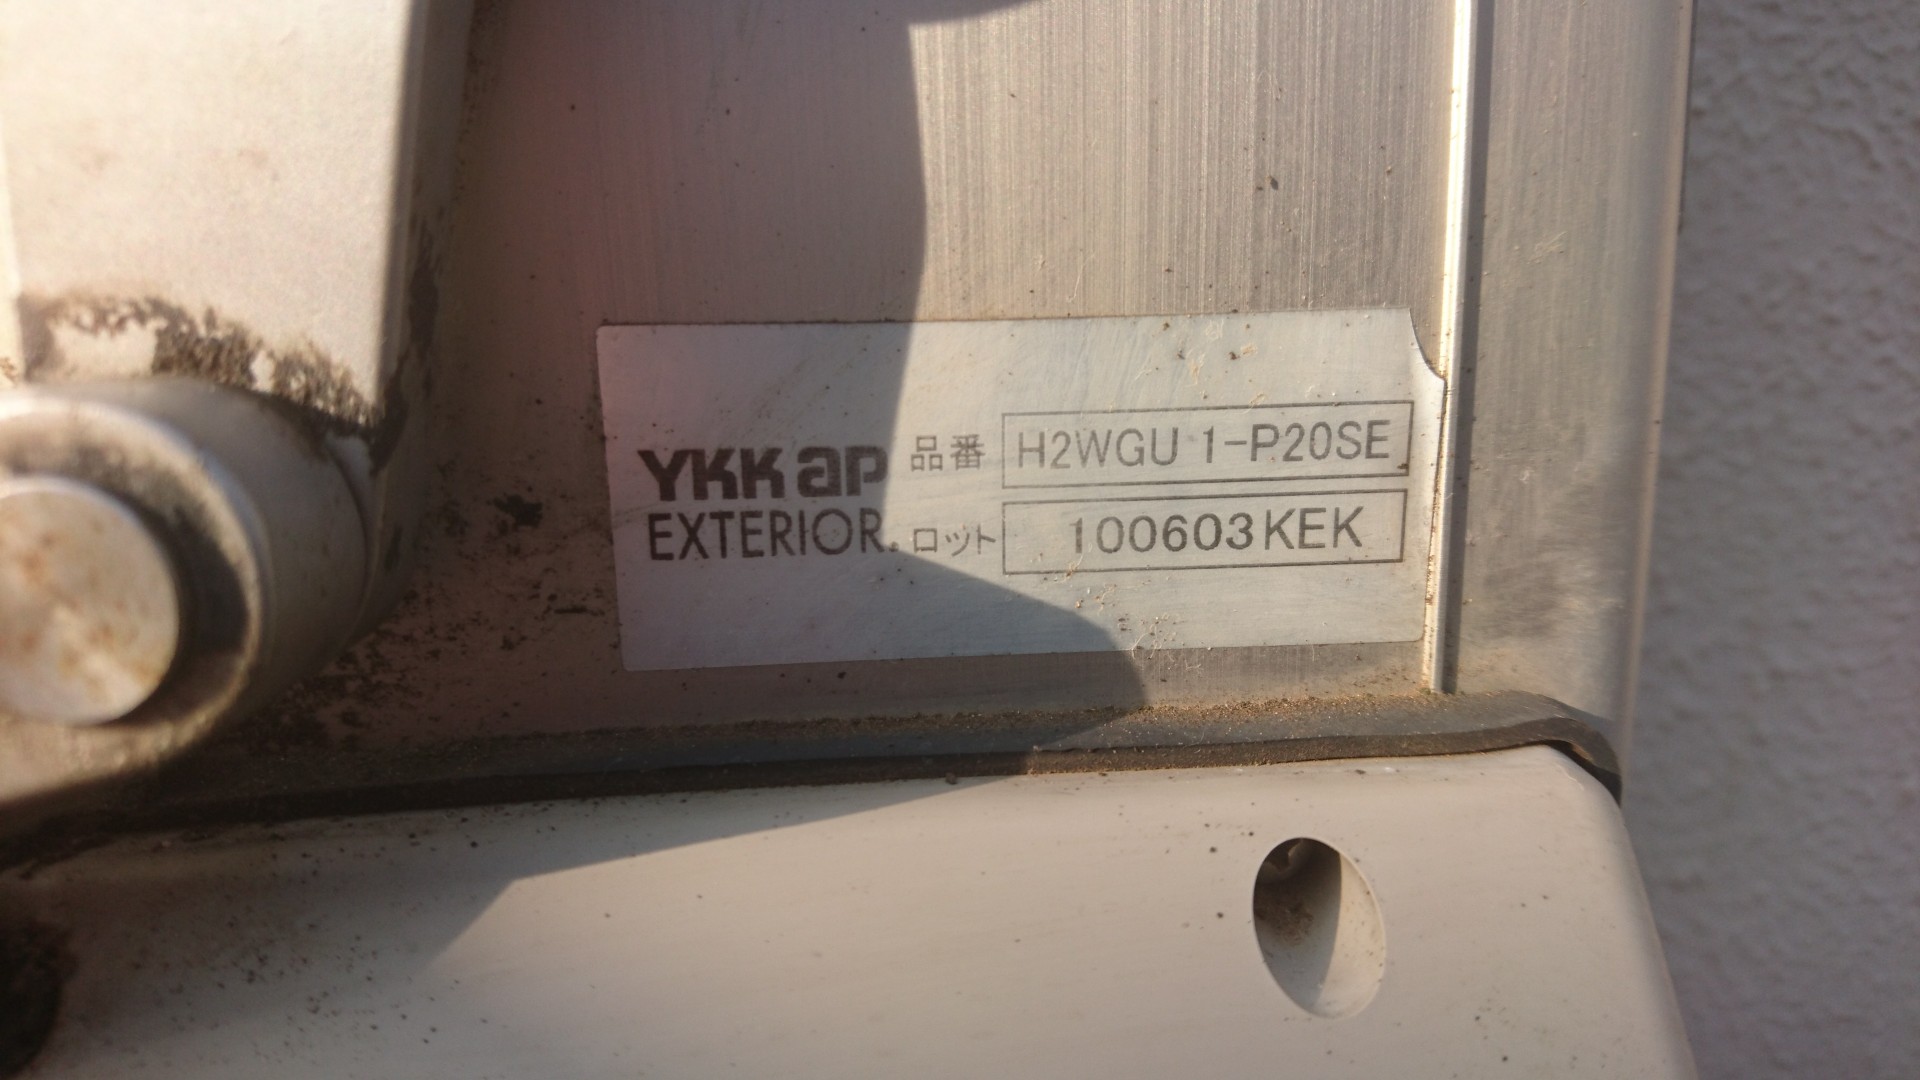 YKK ap 品番 H2WGU 1-P20SE
EXTERIOR. ロット 100603KEK